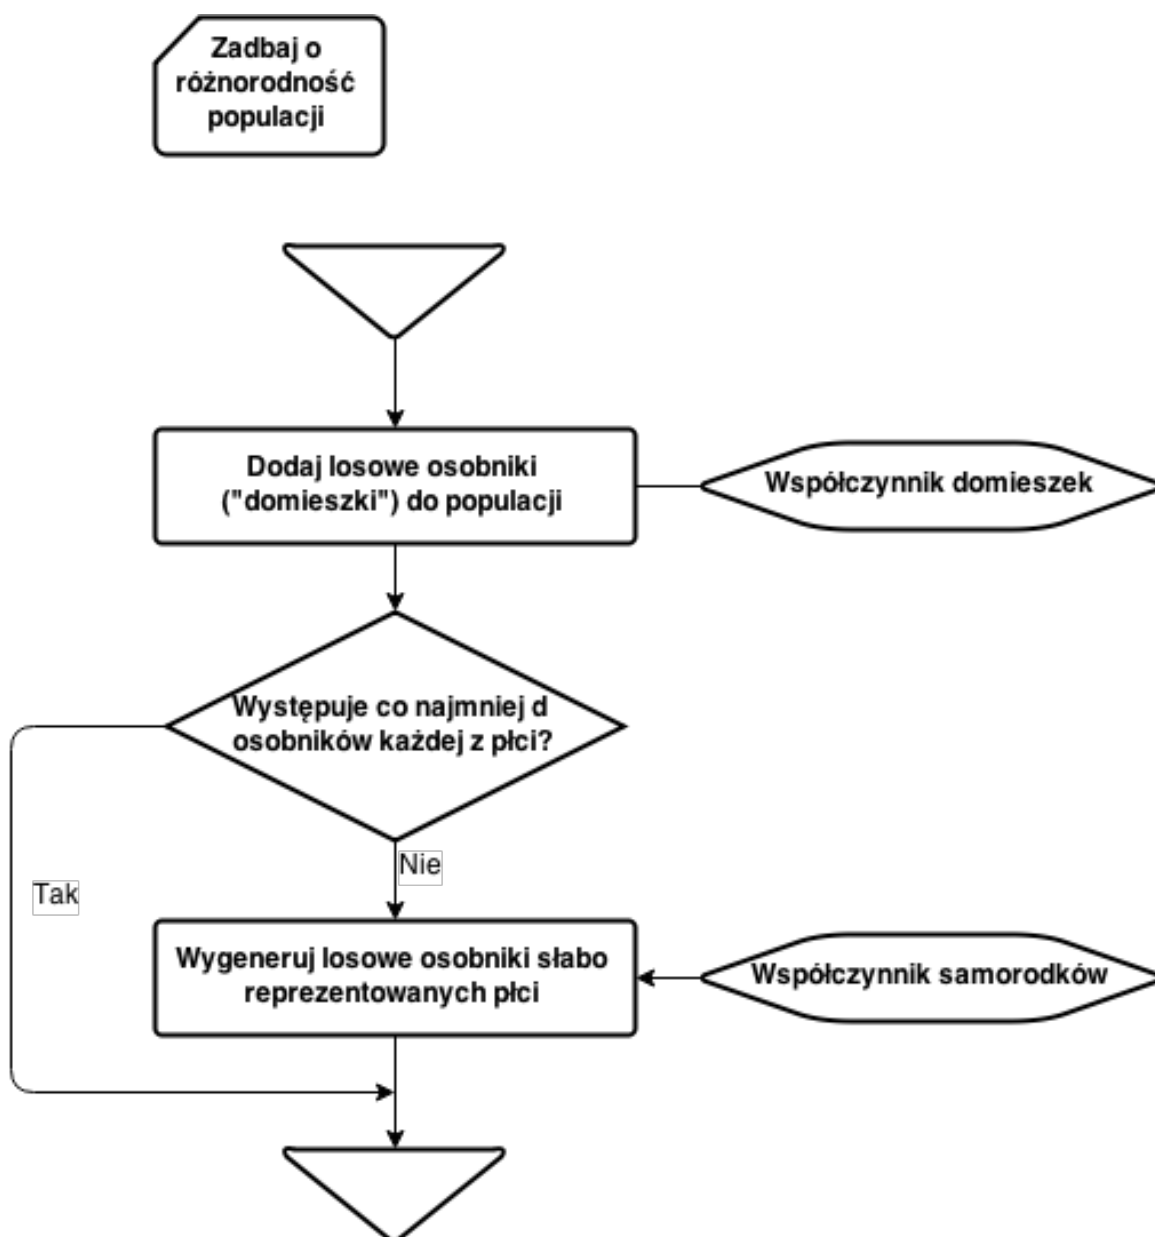 Zadbaj o
różnorodność
populacji
Dodaj losowe osobniki
("domieszki") do populacji
Współczynnik domieszek
Występuje co najmniej d
osobników każdej z płci?
Nie
Tak
Wygeneruj losowe osobniki słabo
reprezentowanych płci
Współczynnik samorodków